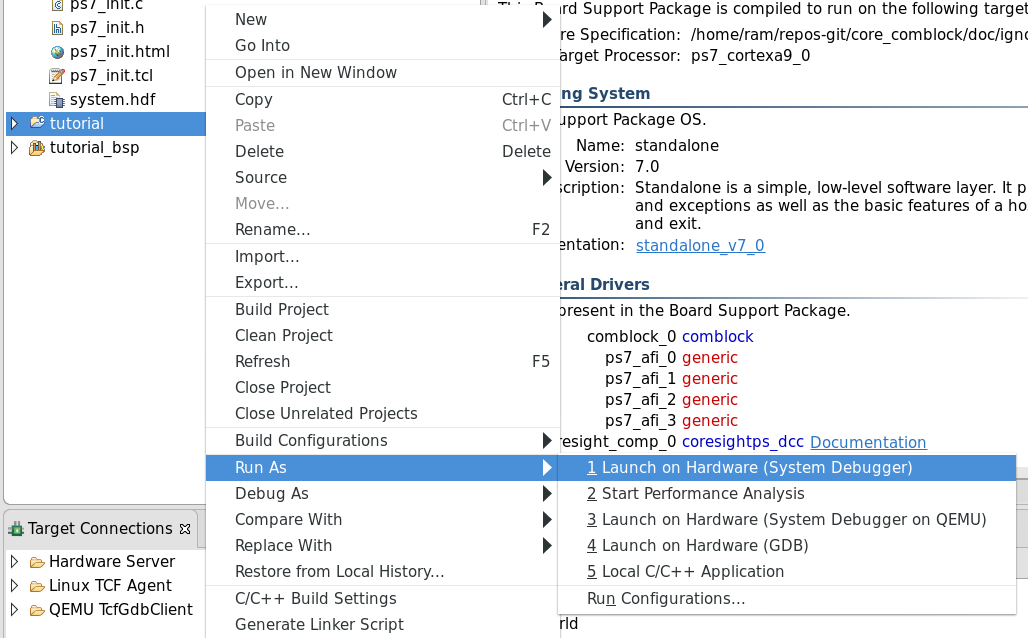 ps7_init.c
ps7_init.h
ps7_init.html
ps7_init.tcl
system.hdf
tutorial
tutorial_bsp
Target Connections
Hardware Server
Linux TCF Agent
QEMU TcfGdbClient
New
Go Into
Open in New Window
Copy Ctrl+C
Paste Ctrl+V
Delete Delete
Source
Move...
Rename... F2
Import...
Export...
Build Project
Clean Project
Refresh F5
Close Project
Close Unrelated Projects
Build Configurations
Run As
Debug As
Compare With
Replace With
Restore from Local History...
C/C++ Build Settings
Generate Linker Script
1 Launch on Hardware (System Debugger)
2 Start Performance Analysis
3 Launch on Hardware (System Debugger on QEMU)
4 Launch on Hardware (GDB)
5 Local C/C++ Application
Run Configurations...
Board Support Package is compiled to run on the following target
re Specification: /home/ram/repos-git/core_comblock/doc/igno
arget Processor: ps7_cortexa9_0
ng System
upport Package OS.
Name: standalone
Version: 7.0
scription: Standalone is a simple, low-level software layer. It p
and exceptions as well as the basic features of a ho
and exit.
entation: standalone_v7_0
eral Drivers
present in the Board Support Package.
comblock_0 comblock
ps7_afi_0 generic
ps7_afi_1 generic
ps7_afi_2 generic
ps7_afi_3 generic
resight_comp_0 coresightps_dcc Documentation
rld